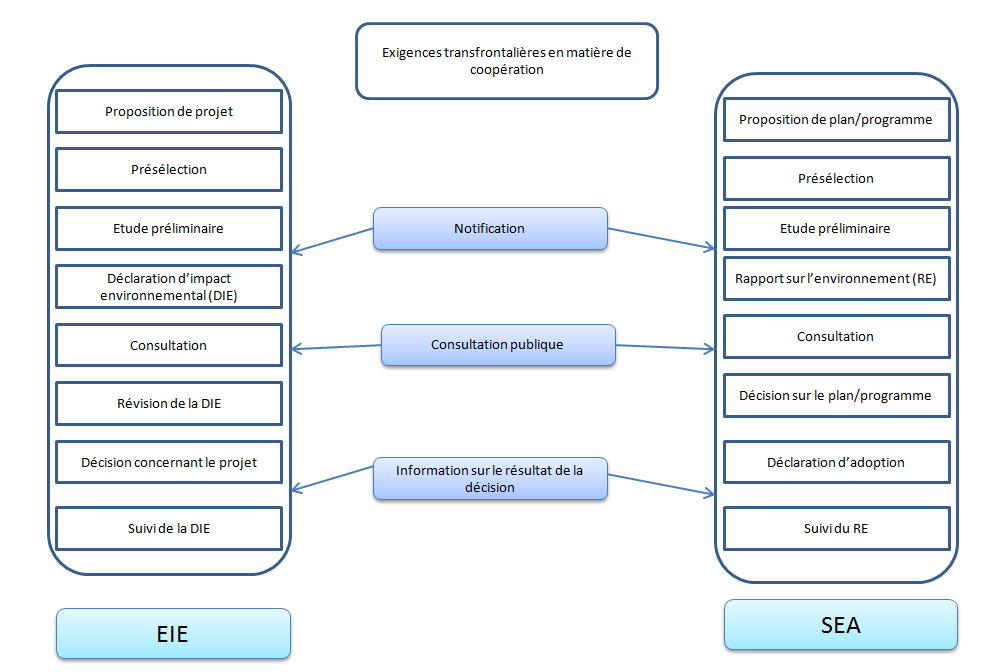 Exigences transfrontalières en matière de
coopération
Proposition de projet
Présélection
Etude préliminaire
Déclaration d'impact
environnemental (DIE)
Consultation
Révision de la DIE
Décision concernant le projet
Suivi de la DIE
EIE
Notification
Consultation publique
Information sur le résultat de la
décision
Proposition de plan/programme
Présélection
Etude préliminaire
Rapport sur l'environnement (RE)
Consultation
Décision sur le plan/programme
Déclaration d'adoption
Suivi du RE
SEA